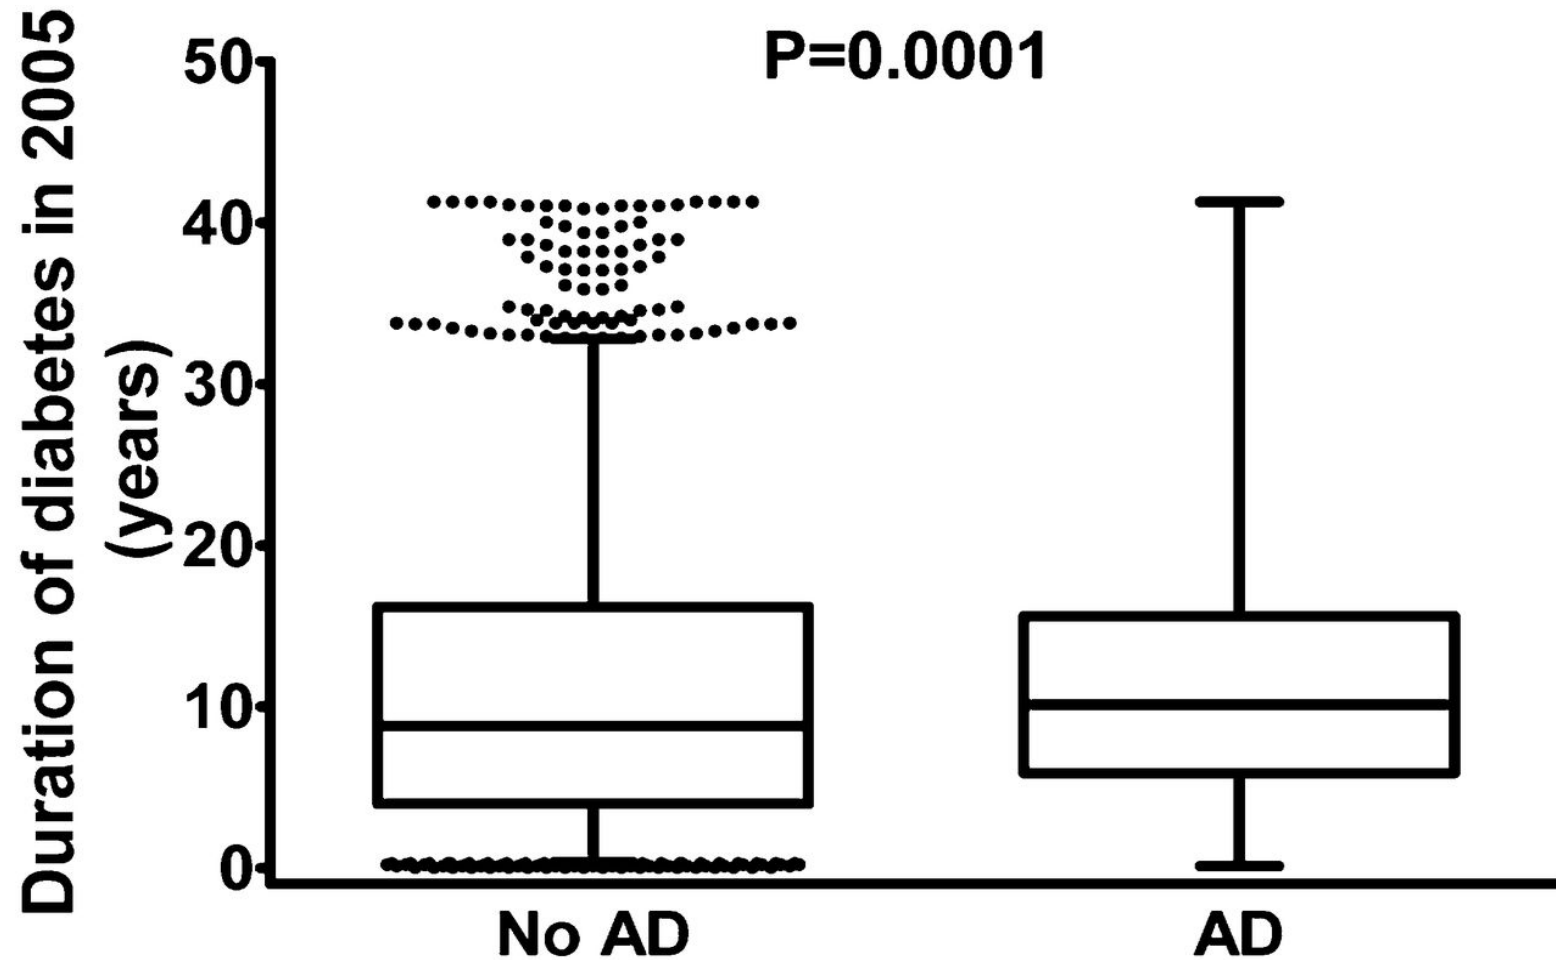 Duration of diabetes in 2005
(years)
P=0.0001
50
40
30
20
10
0
No AD
AD